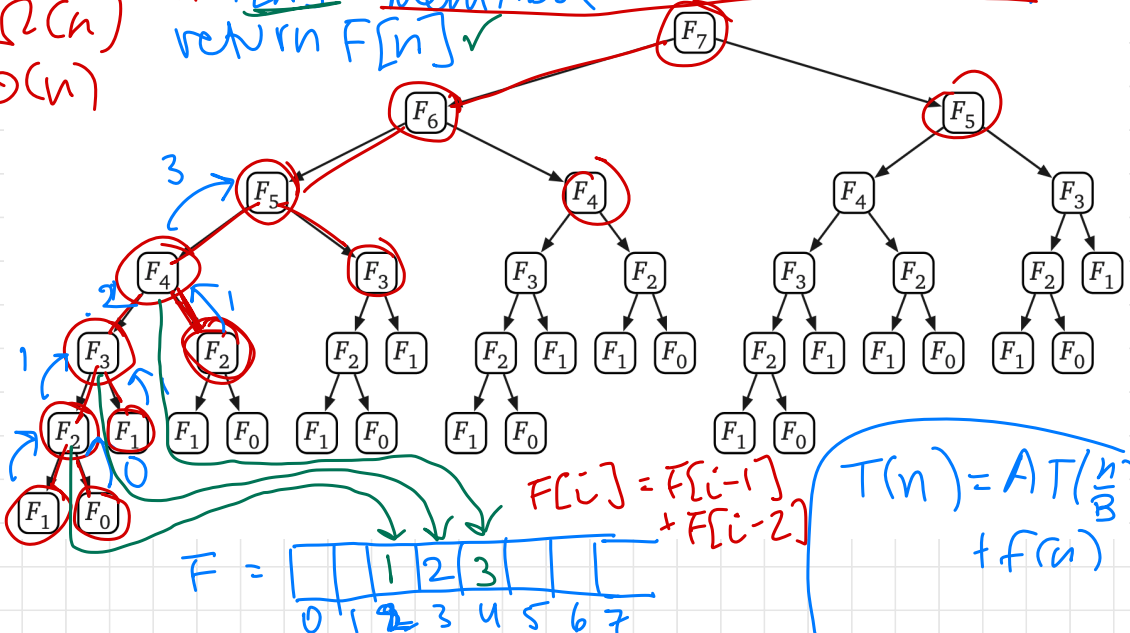 Ω(n)
O(n)
return F[n] ✓
F₇
F₆ F₅
3
F₅ F₄ F₄ F₃
F₄ F₃ F₃ F₂ F₃ F₂ F₂ F₁
2 1
F₃ F₂ F₂ F₁ F₂ F₁ F₁ F₀ F₂ F₁ F₁ F₀ F₁ F₀
1
F₂ F₁ F₁ F₀ F₁ F₀ F₁ F₀ F₁ F₀
0
F₁ F₀
F[i] = F[i-1]
+ F[i-2]
T(n) = A T(n/B
+ f(n)
F = 1 2 3
0 1 2 3 4 5 6 7